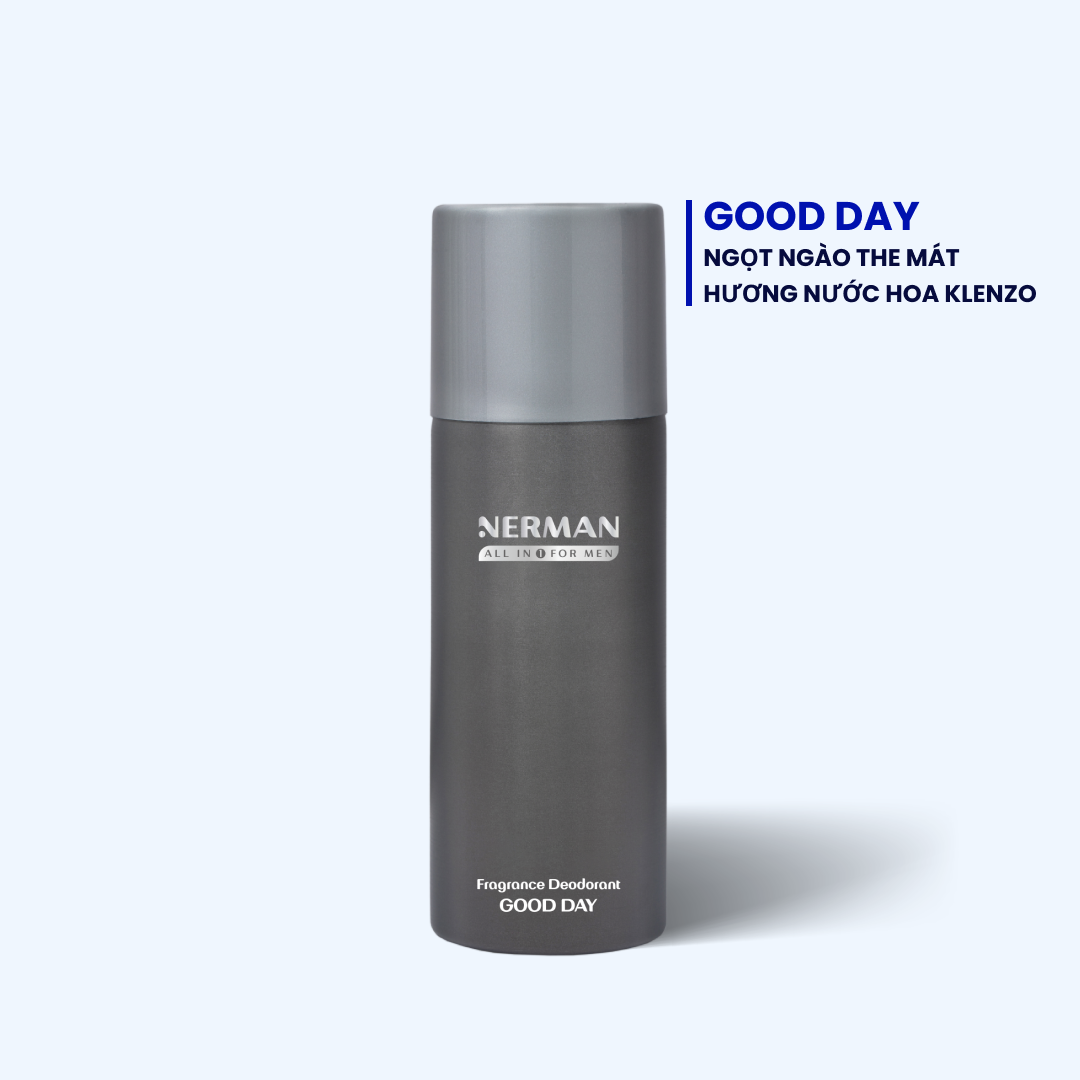 GOOD DAY
NGỌT NGÀO THE MÁT
HƯƠNG NƯỚC HOA KLENZO
NERMAN
ALL IN 1 FOR MEN
Fragrance Deodorant
GOOD DAY